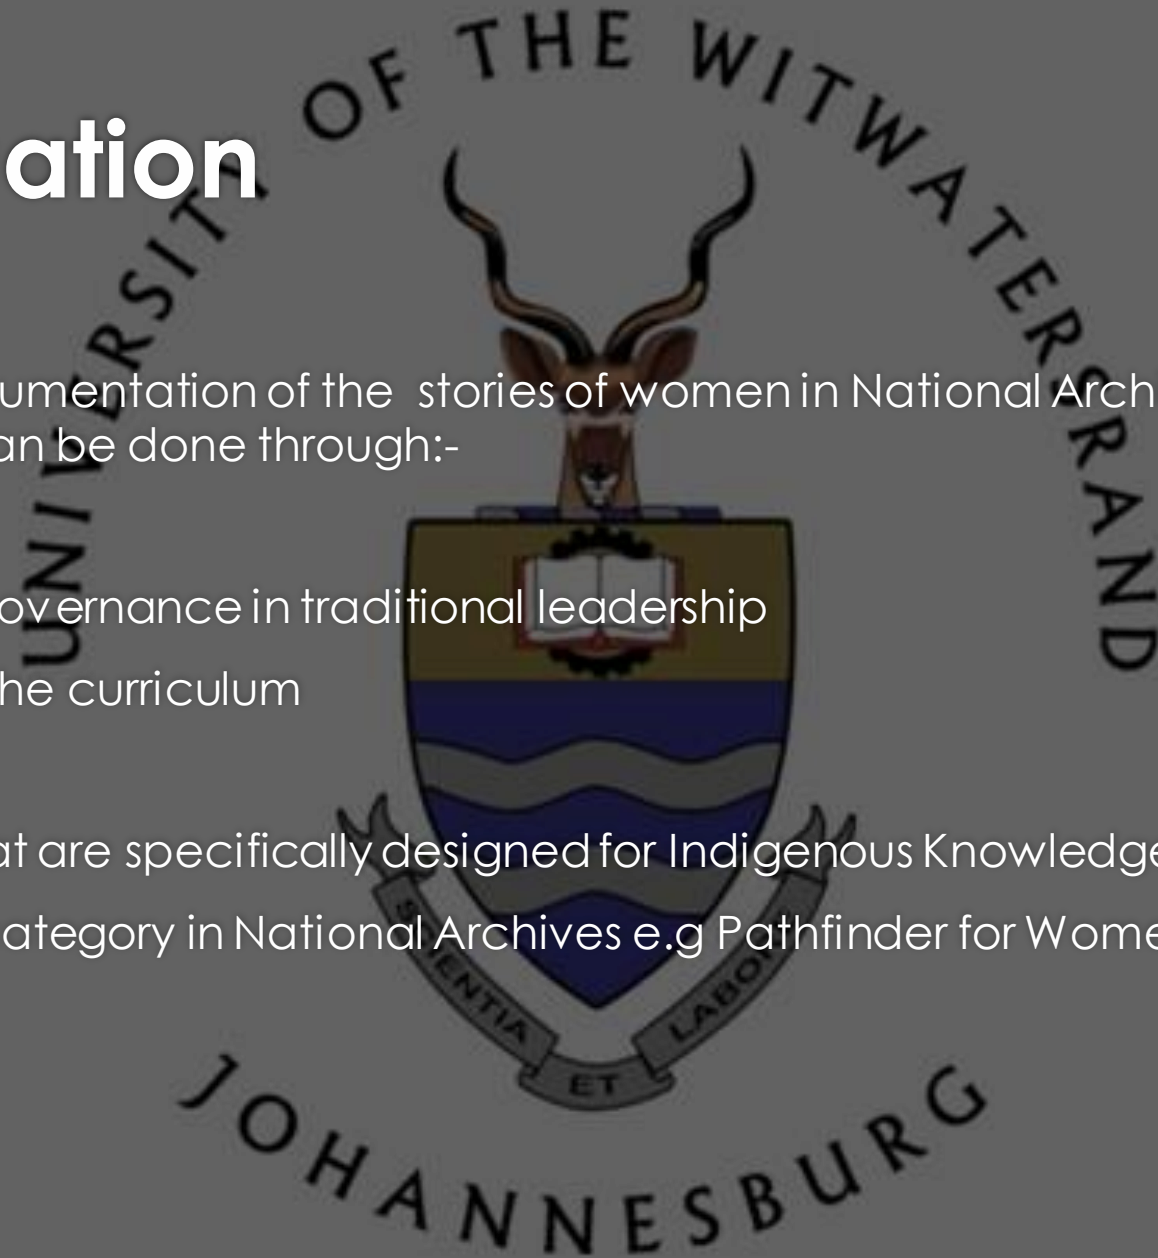 UNIVERSITY OF THE WITWATERSRAND
ation
umentation of the stories of women in National Arch
an be done through:-
overnance in traditional leadership
he curriculum
at are specifically designed for Indigenous Knowledge
ategory in National Archives e.g Pathfinder for Wome
SCIENTIA ET LABORE
JOHANNESBURG